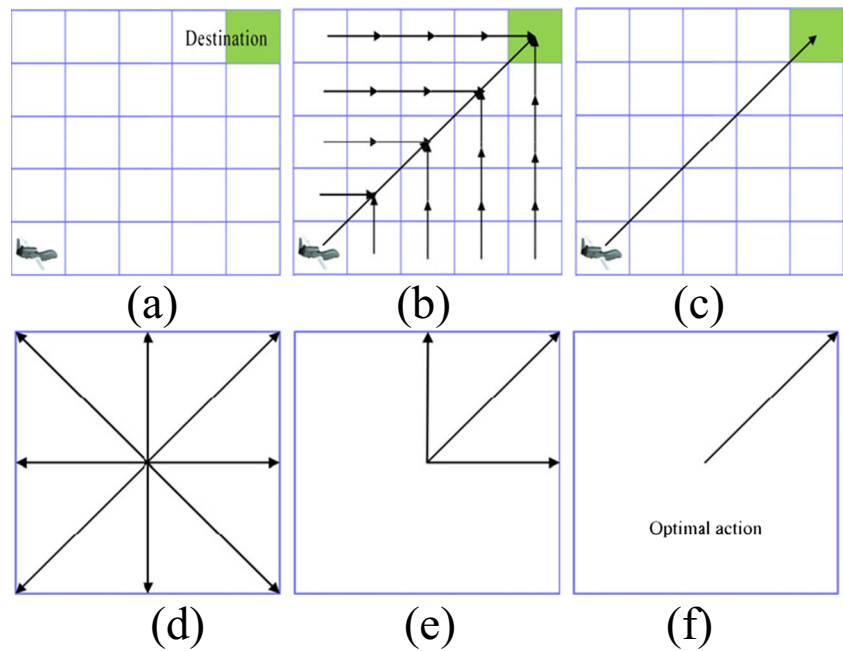 Destination
(a)
(b)
(c)
Optimal action
(d)
(e)
(f)